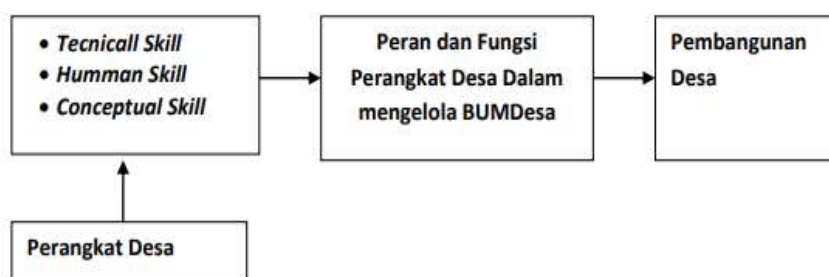 • Tecnicall Skill
• Humman Skill
• Conceptual Skill
Peran dan Fungsi
Perangkat Desa Dalam
mengelola BUMDesa
Pembangunan
Desa
Perangkat Desa